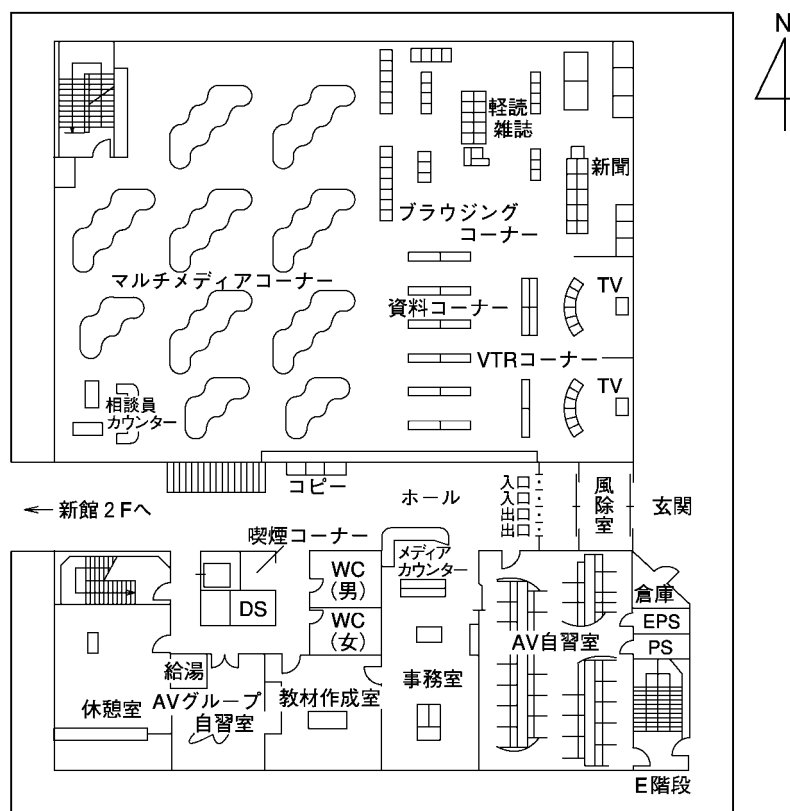 N
軽読
雑誌
新聞
ブラウジング
コーナー
マルチメディアコーナー
資料コーナー
TV
VTRコーナー
TV
相談員
カウンター
コピー
ホール
入口
入口
出口
出口
風
除
室
玄関
← 新館2Fへ
喫煙コーナー
メディア
カウンター
WC
(男)
DS
WC
(女)
倉庫
EPS
PS
AV自習室
給湯
休憩室
AVグループ
自習室
教材作成室
事務室
E階段